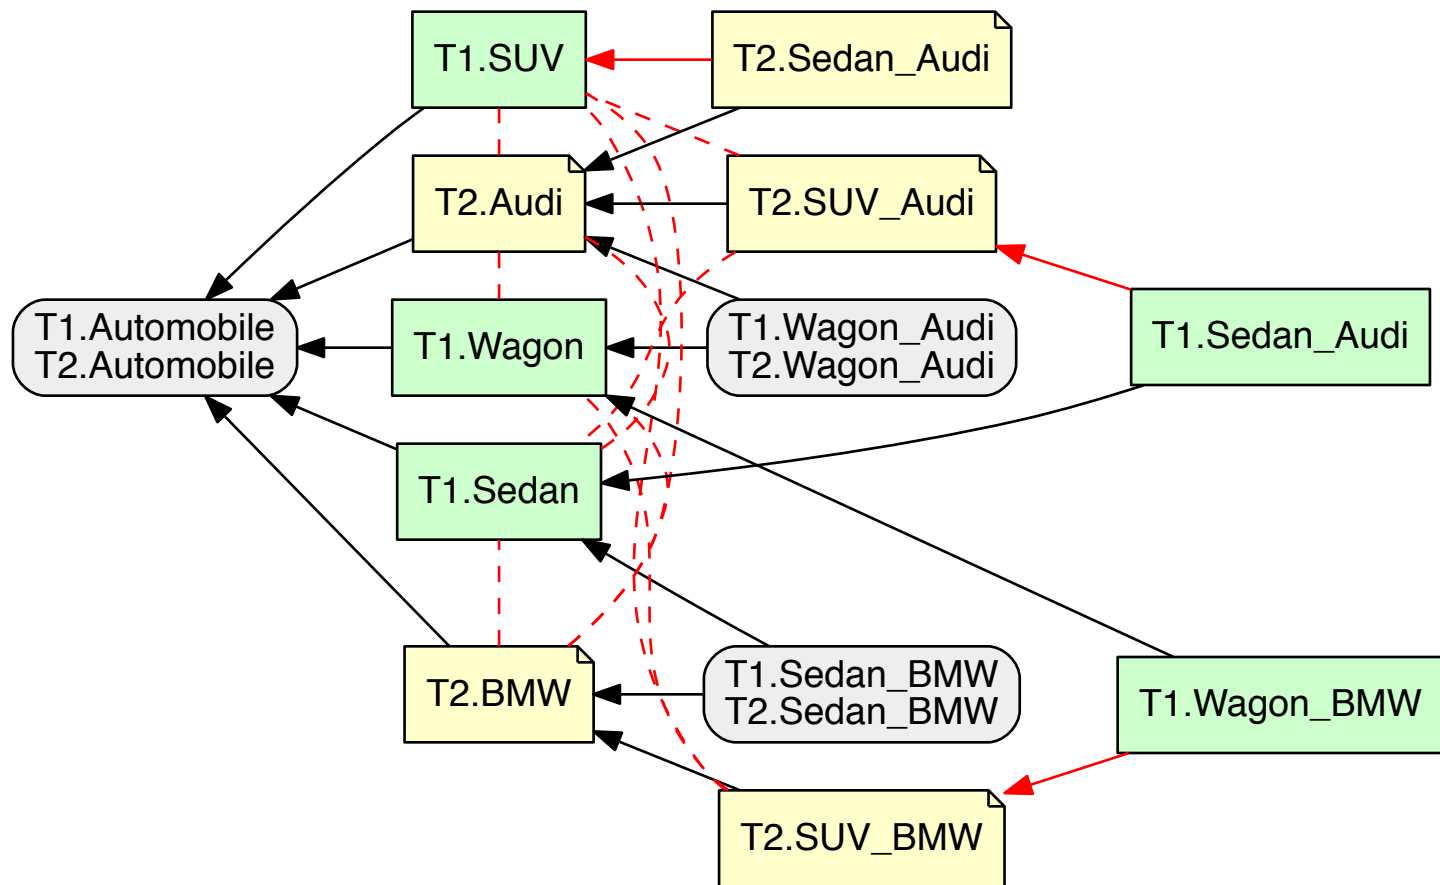 T1.SUV
T2.Sedan_Audi
T2.Audi
T2.SUV_Audi
T1.Automobile
T2.Automobile
T1.Wagon
T1.Wagon_Audi
T2.Wagon_Audi
T1.Sedan_Audi
T1.Sedan
T2.BMW
T1.Sedan_BMW
T2.Sedan_BMW
T1.Wagon_BMW
T2.SUV_BMW